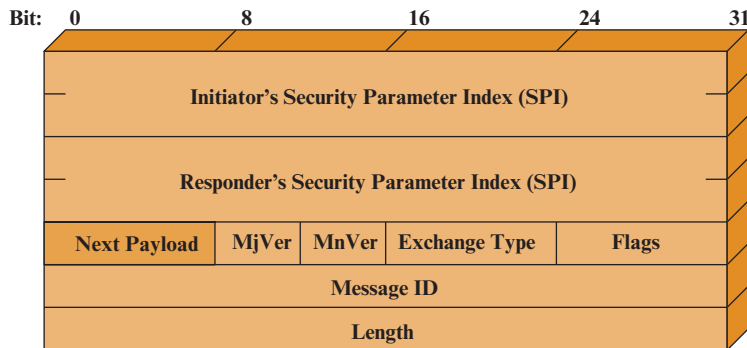 Bit: 0 8 16 24 31
Initiator’s Security Parameter Index (SPI)
Responder’s Security Parameter Index (SPI)
Next Payload MjVer MnVer Exchange Type Flags
Message ID
Length